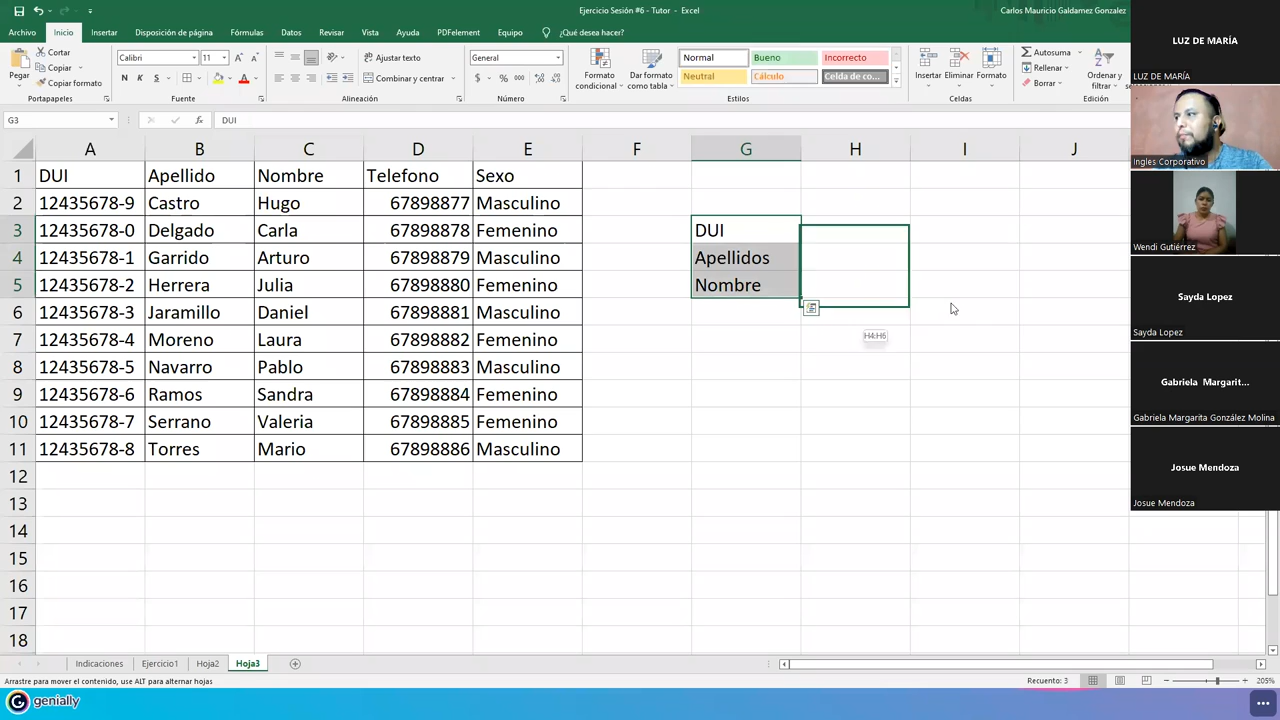 Ejercicio Sesión #6 - Tutor - Excel
Carlos Mauricio Galdamez Gonzalez
Archivo Inicio Insertar Disposición de página Fórmulas Datos Revisar Vista Ayuda PDFelement Equipo ¿Qué desea hacer?
Pegar
Cortar
Copiar
Copiar formato
Portapapeles
Calibri 11
N K S
Fuente
Ajustar texto
Combinar y centrar
Alineación
General
$ % 000
Número
Formato condicional
Dar formato como tabla
Normal Bueno Incorrecto
Neutral Cálculo Celda de co...
Estilos
Insertar Eliminar Formato
Celdas
Autosuma
Rellenar
Borrar
Ordenar y filtrar
Edición
G3 fx DUI
A B C D E F G H I J
1 DUI Apellido Nombre Telefono Sexo
2 12435678-9 Castro Hugo 67898877 Masculino
3 12435678-0 Delgado Carla 67898878 Femenino DUI
4 12435678-1 Garrido Arturo 67898879 Masculino Apellidos
5 12435678-2 Herrera Julia 67898880 Femenino Nombre
6 12435678-3 Jaramillo Daniel 67898881 Masculino
7 12435678-4 Moreno Laura 67898882 Femenino H4:H6
8 12435678-5 Navarro Pablo 67898883 Masculino
9 12435678-6 Ramos Sandra 67898884 Femenino
10 12435678-7 Serrano Valeria 67898885 Femenino
11 12435678-8 Torres Mario 67898886 Masculino
12
13
14
15
16
17
18
Indicaciones Ejercicio1 Hoja2 Hoja3
Arrastre para mover el contenido, use ALT para alternar hojas
Recuento: 3
205%
genially
LUZ DE MARÍA
LUZ DE MARÍA
Ingles Corporativo
Wendi Gutiérrez
Sayda Lopez
Sayda Lopez
Gabriela Margarit...
Gabriela Margarita González Molina
Josue Mendoza
Josue Mendoza